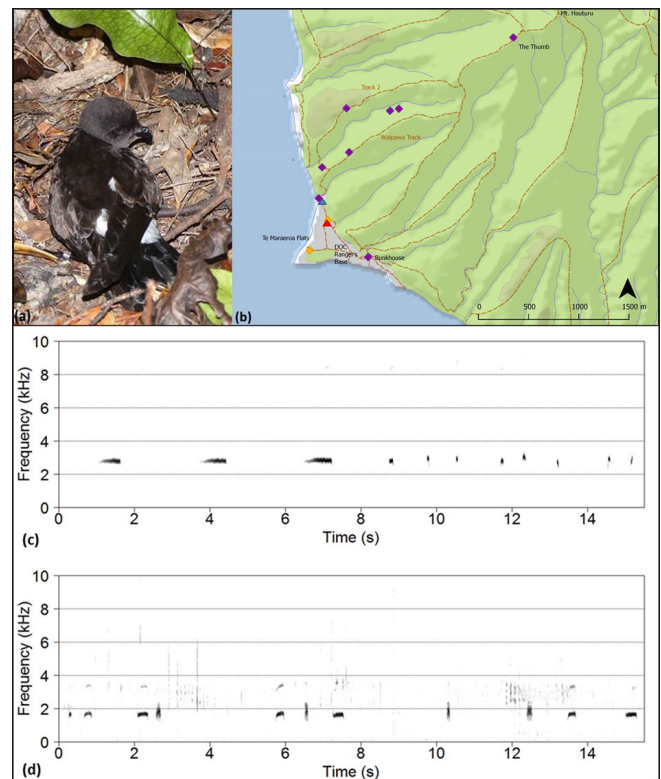 (a)
(b)
Mt. Hauturu
The Thumb
Track 2
Waipawa Track
Te Maraeroa Flats
DOC
Rangers
Base
Bunkhouse
0 500 1000 1500 m
10
8
6
4
2
0
Frequency (kHz)
0 2 4 6 8 10 12 14
Time (s)
(c)
10
8
6
4
2
0
Frequency (kHz)
0 2 4 6 8 10 12 14
Time (s)
(d)